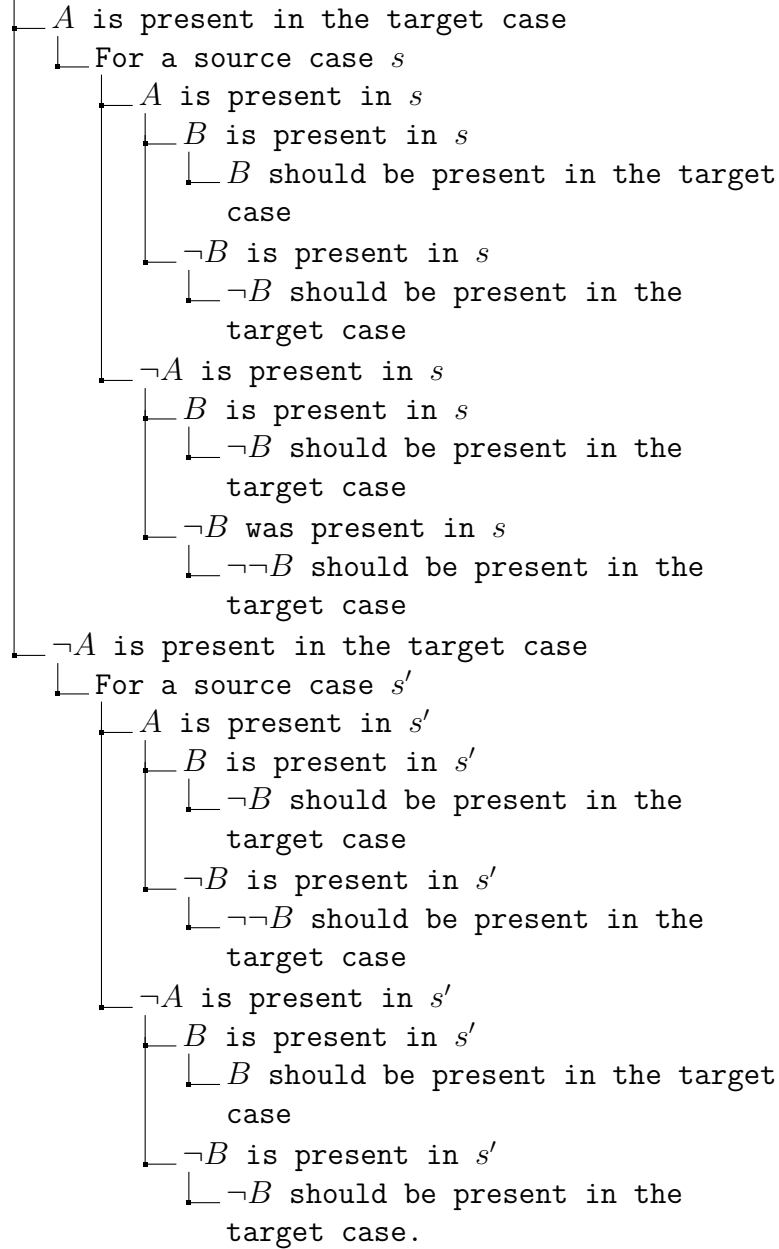 A is present in the target case
For a source case s
A is present in s
B is present in s
B should be present in the target
case
¬B is present in s
¬B should be present in the
target case
¬A is present in s
B is present in s
¬B should be present in the
target case
¬B was present in s
¬¬B should be present in the
target case
¬A is present in the target case
For a source case s′
A is present in s′
B is present in s′
¬B should be present in the
target case
¬B is present in s′
¬¬B should be present in the
target case
¬A is present in s′
B is present in s′
B should be present in the target
case
¬B is present in s′
¬B should be present in the
target case.